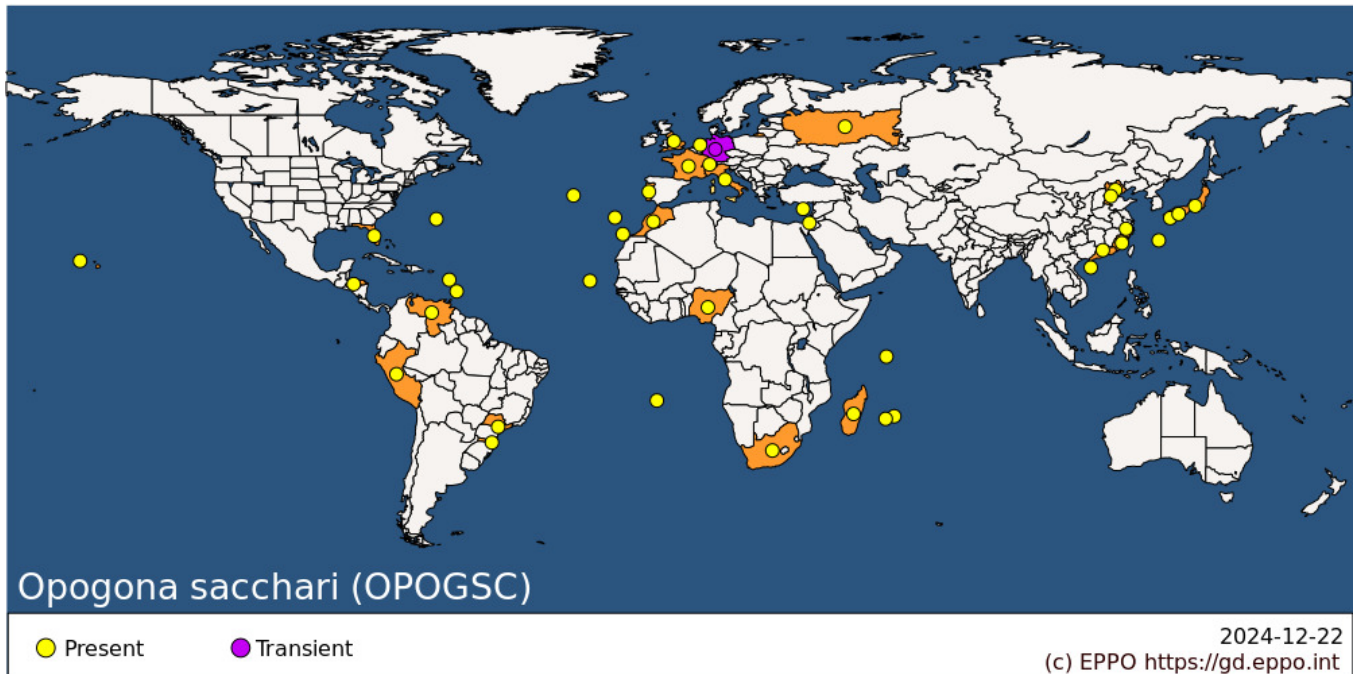 Opogona sacchari (OPOGSC)
Present
Transient
2024-12-22
(c) EPPO https://gd.eppo.int